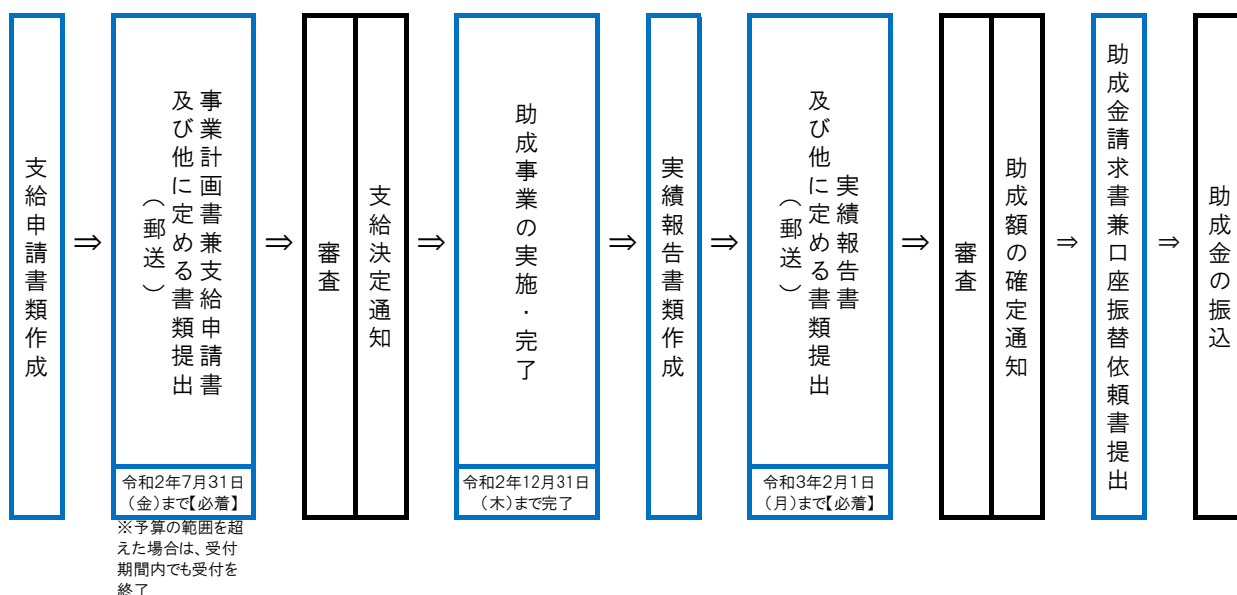 支給申請書類作成
⇒
事業計画書兼支給申請書
及び他に定める書類提出
（郵送）
令和2年7月31日
（金）まで【必着】
※予算の範囲を超
えた場合は、受付
期間内でも受付を
終了
⇒
審査
支給決定通知
⇒
助成事業の実施・完了
令和2年12月31日
（木）まで完了
⇒
実績報告書類作成
⇒
実績報告書
及び他に定める書類提出
（郵送）
令和3年2月1日
（月）まで【必着】
⇒
審査
助成額の確定通知
⇒
助成金請求書兼口座振替依頼書提出
⇒
助成金の振込